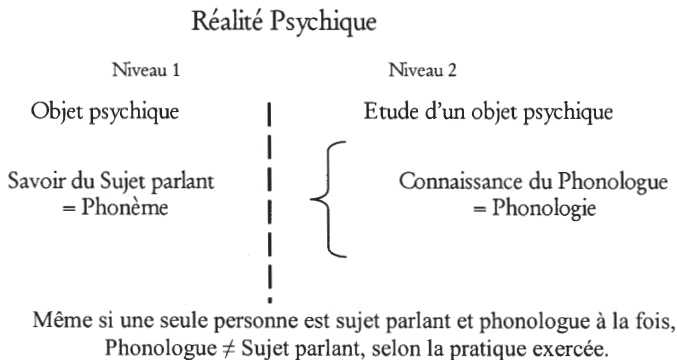 Réalité Psychique
Niveau 1
Niveau 2
Objet psychique
Etude d'un objet psychique
Savoir du Sujet parlant
= Phonème
Connaissance du Phonologue
= Phonologie
Même si une seule personne est sujet parlant et phonologue à la fois,
Phonologue ≠ Sujet parlant, selon la pratique exercée.